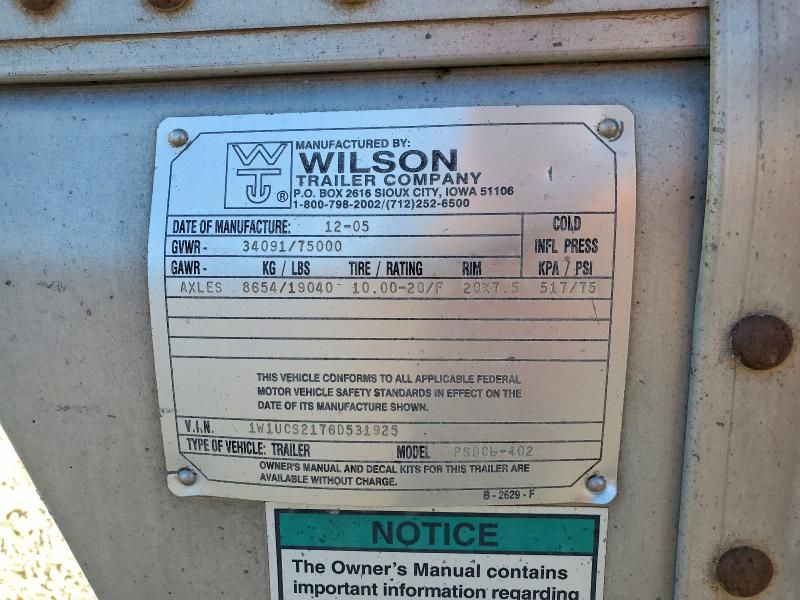 MANUFACTURED BY:
WILSON
TRAILER COMPANY
P.O. BOX 2616 SIOUX CITY, IOWA 51106
1-800-798-2002/(712)252-6500
W
T
®
DATE OF MANUFACTURE: 12-05
GVWR- 34091/75000
COLD
INFL PRESS
GAWR- KG / LBS TIRE / RATING RIM KPA / PSI
AXLES 8654/19040 10.00-20/F 20X7.5 517/75
THIS VEHICLE CONFORMS TO ALL APPLICABLE FEDERAL
MOTOR VEHICLE SAFETY STANDARDS IN EFFECT ON THE
DATE OF ITS MANUFACTURE SHOWN.
V.I.N. 1W1UCS2176D531925
TYPE OF VEHICLE: TRAILER MODEL PSDCL-402
OWNER'S MANUAL AND DECAL KITS FOR THIS TRAILER ARE
AVAILABLE WITHOUT CHARGE.
B-2629-F
NOTICE
The Owner's Manual contains
important information regarding